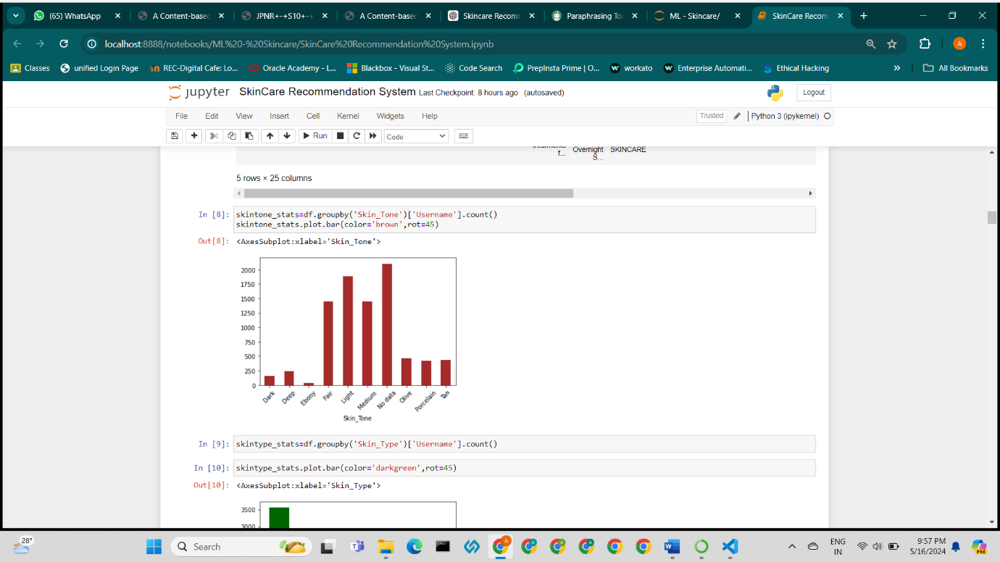 (65) WhatsApp
A Content-based
JPNR+-+S10+-+
A Content-based
Skincare Recomm
Paraphrasing Too
ML - Skincare/
SkinCare Recom
localhost:8888/notebooks/ML%20-%20Skincare/SkinCare%20Recommendation%20System.ipynb
A
Classes
unified Login Page
REC-Digital Cafe: Lo...
Oracle Academy - L...
Blackbox - Visual St...
Code Search
PrepInsta Prime | O...
workato
Enterprise Automati...
Ethical Hacking
»
All Bookmarks
jupyter SkinCare Recommendation System Last Checkpoint: 8 hours ago (autosaved)
Logout
File Edit View Insert Cell Kernel Widgets Help
Trusted
Python 3 (ipykernel)
Run
Code
f...
Overnight
S...
SKINCARE
5 rows × 25 columns
In [8]: skintone_stats=df.groupby('Skin_Tone')['Username'].count()
skintone_stats.plot.bar(color='brown',rot=45)
Out[8]: <AxesSubplot:xlabel='Skin_Tone'>
2000
1750
1500
1250
1000
750
500
250
0
Dark Deep Ebony Fair Light Medium No data Olive Porcelain Tan
Skin_Tone
In [9]: skintype_stats=df.groupby('Skin_Type')['Username'].count()
In [10]: skintype_stats.plot.bar(color='darkgreen',rot=45)
Out[10]: <AxesSubplot:xlabel='Skin_Type'>
3500
3000
28°
Search
A
ENG
IN
9:57 PM
5/16/2024
PRE